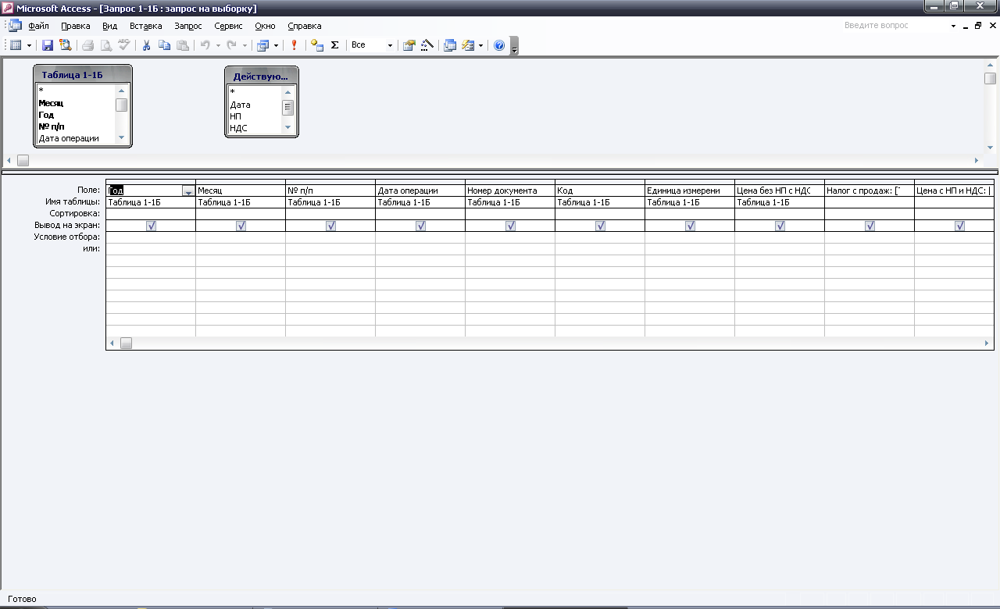 Microsoft Access - [Запрос 1-1Б : запрос на выборку]
Файл Правка Вид Вставка Запрос Сервис Окно Справка Введите вопрос
Все
Таблица 1-1Б
*
Месяц
Год
№ п/п
Дата операции
Действую...
*
Дата
НП
НДС
Поле: Год Месяц № п/п Дата операции Номер документа Код Единица измерени Цена без НП с НДС Налог с продаж: [ Цена с НП и НДС: [
Имя таблицы: Таблица 1-1Б Таблица 1-1Б Таблица 1-1Б Таблица 1-1Б Таблица 1-1Б Таблица 1-1Б Таблица 1-1Б Таблица 1-1Б
Сортировка:
Вывод на экран:
Условие отбора:
или:
Готово